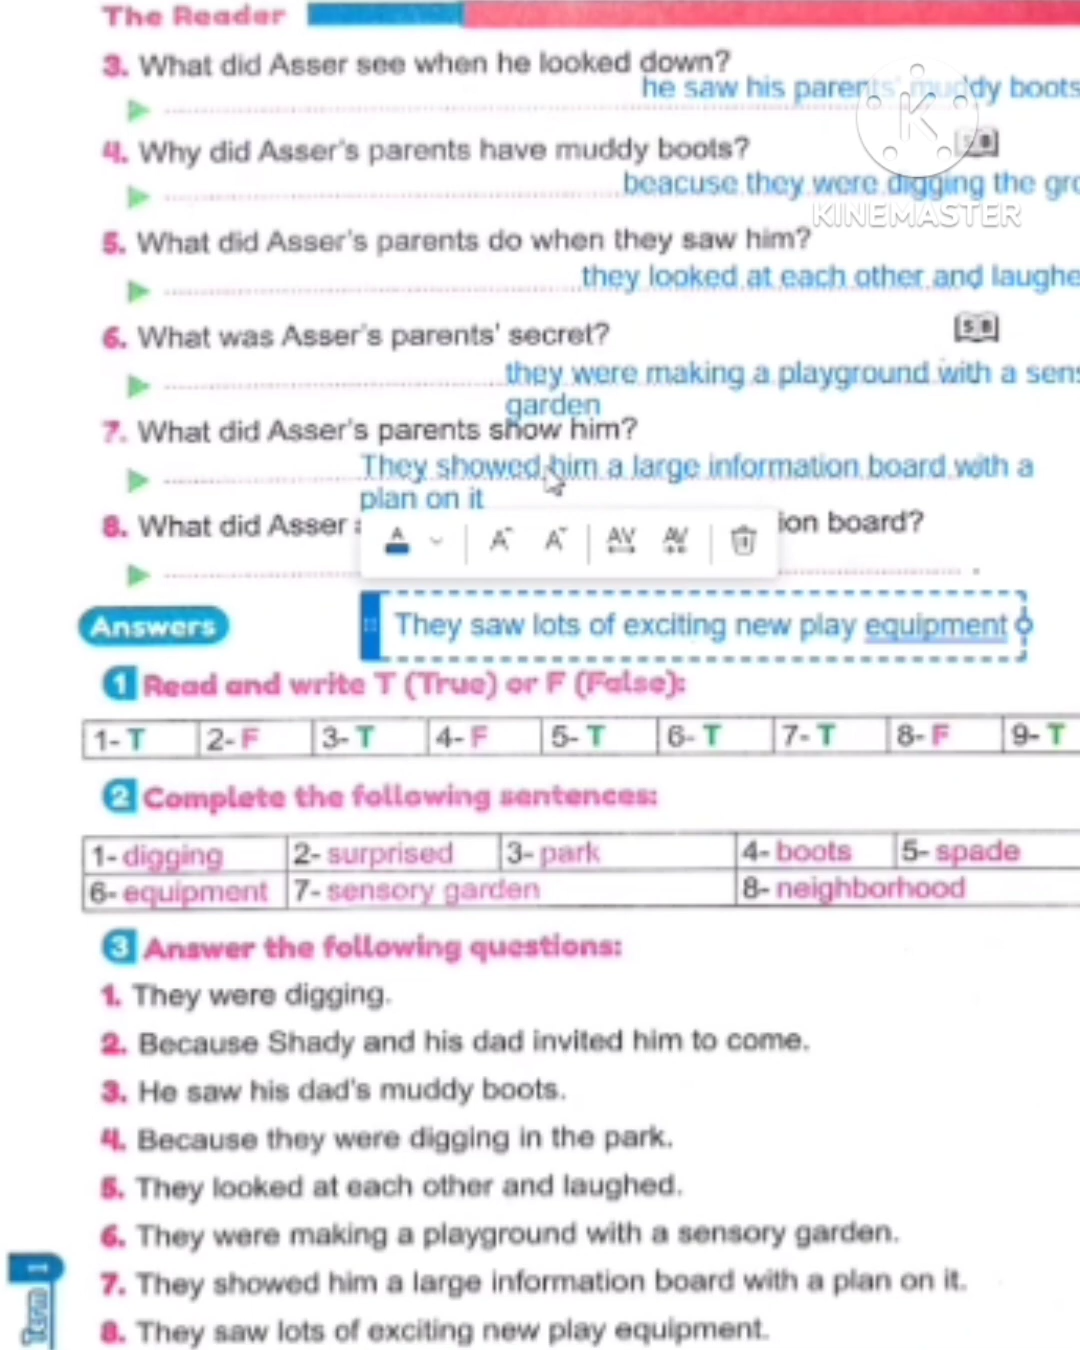 The Reader
3. What did Asser see when he looked down?
he saw his parents' muddy boots
4. Why did Asser's parents have muddy boots?
beacuse they were digging the
KINEMASTER
5. What did Asser's parents do when they saw him?
they looked at each other and laughe
6. What was Asser's parents' secret?
SB
they were making a playground with a sens
garden
7. What did Asser's parents show him?
They showed him a large information board with a
plan on it
8. What did Asser ion board?
Answers
They saw lots of exciting new play equipment
1 Read and write T (True) or F (False):
1- T 2- F 3- T 4- F 5- T 6- T 7- T 8- F 9- T
2 Complete the following sentences:
1- digging 2- surprised 3- park 4- boots 5- spade
6- equipment 7- sensory garden 8- neighborhood
3 Answer the following questions:
1. They were digging.
2. Because Shady and his dad invited him to come.
3. He saw his dad's muddy boots.
4. Because they were digging in the park.
5. They looked at each other and laughed.
6. They were making a playground with a sensory garden.
7. They showed him a large information board with a plan on it.
8. They saw lots of exciting new play equipment.
Term 1